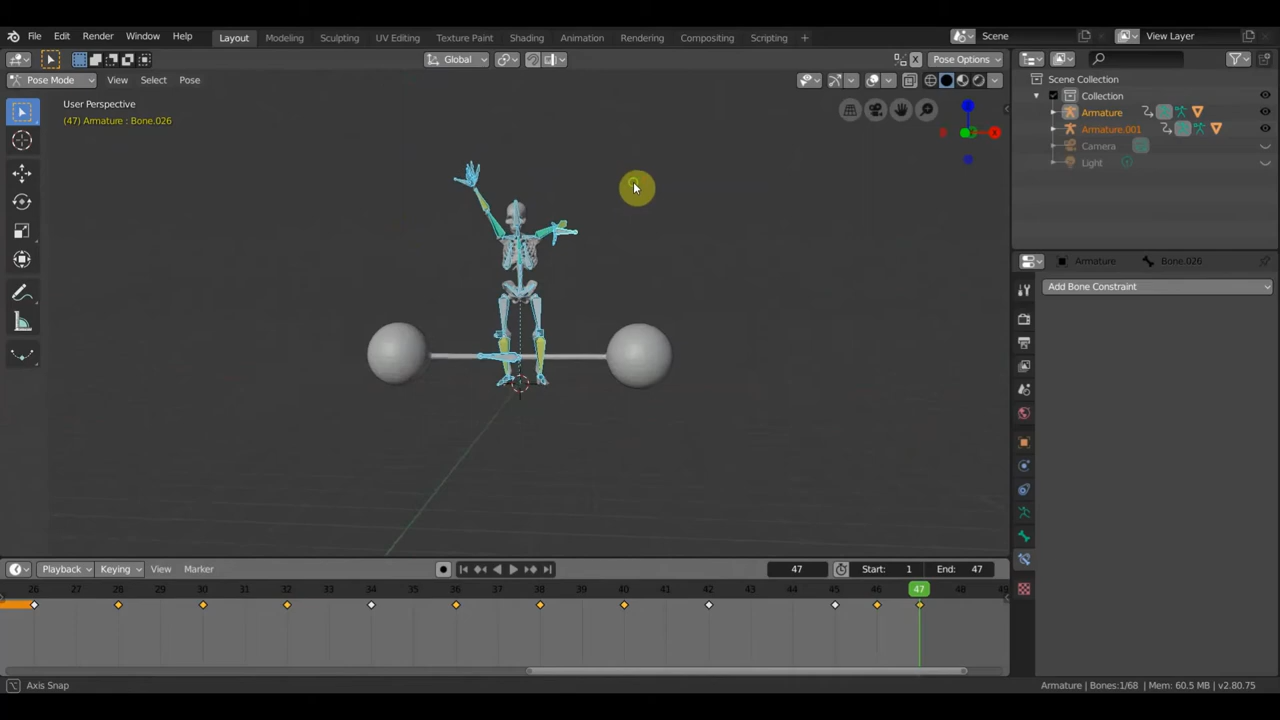 File Edit Render Window Help Layout Modeling Sculpting UV Editing Texture Paint Shading Animation Rendering Compositing Scripting + Scene View Layer
Global Pose Options
Pose Mode View Select Pose
User Perspective
(47) Armature : Bone.026
Scene Collection
Collection
Armature
Armature.001
Camera
Light
Armature Bone.026
Add Bone Constraint
Playback Keying View Marker 47 Start: 1 End: 47
26 27 28 29 30 31 32 33 34 35 36 37 38 39 40 41 42 43 44 45 46 47 48 49
Axis Snap Armature | Bones:1/68 | Mem: 60.5 MB | v2.80.75